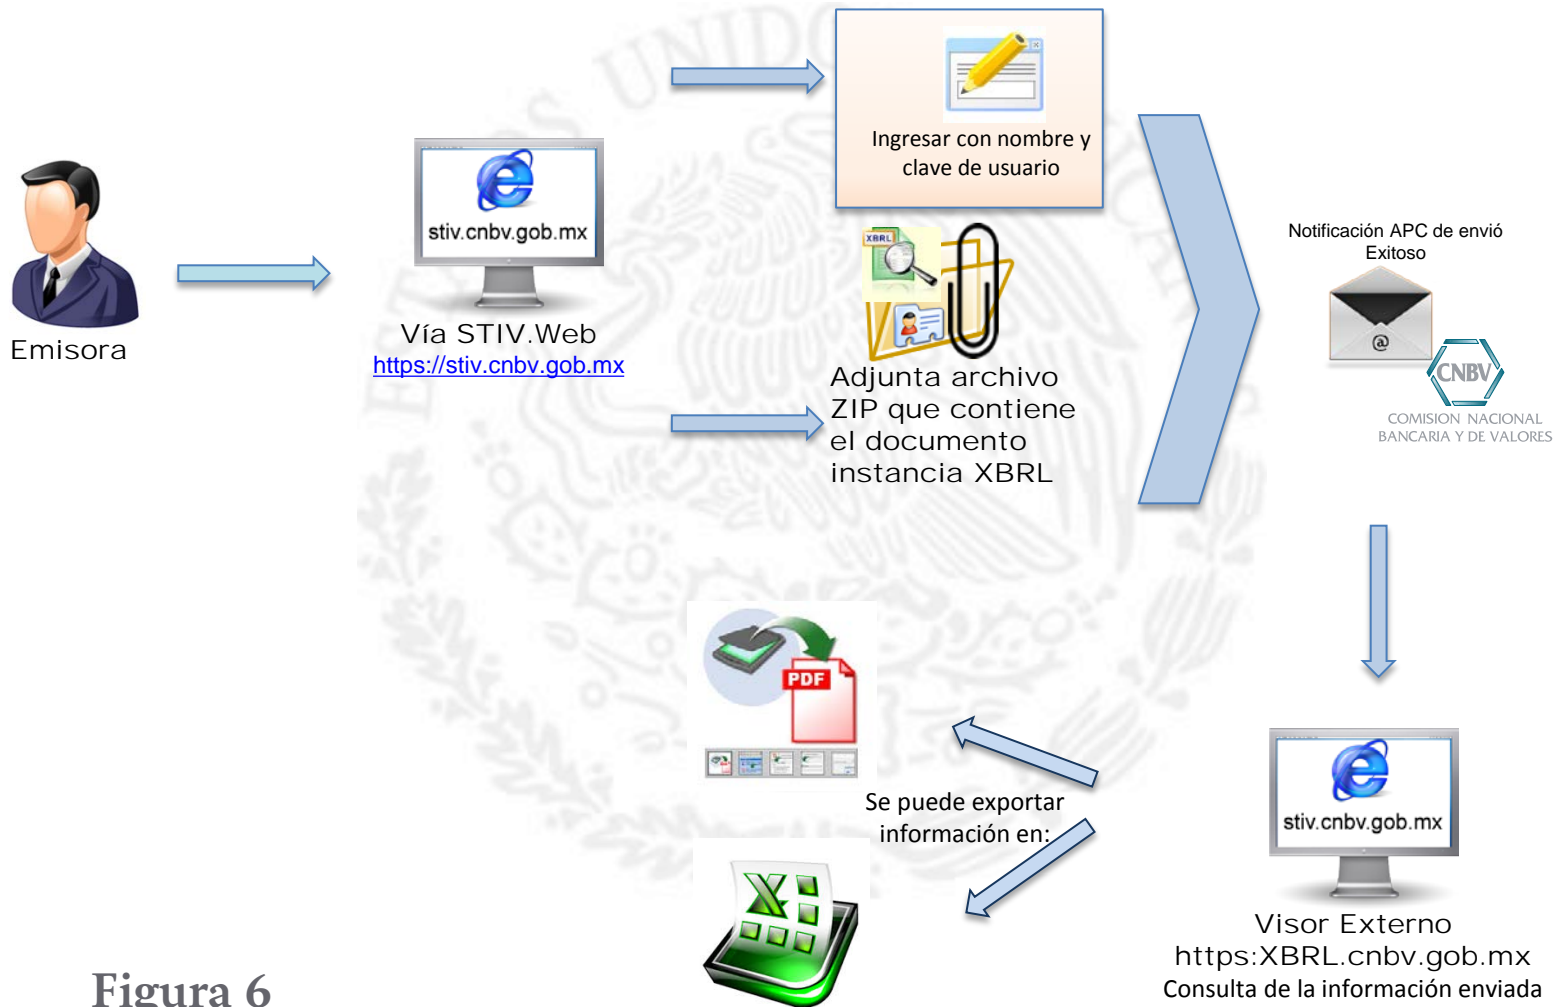 Ingresar con nombre y
clave de usuario
stiv.cnbv.gob.mx
Emisora
Vía STIV.Web
https://stiv.cnbv.gob.mx
XBRL
Adjunta archivo
ZIP que contiene
el documento
instancia XBRL
Notificación APC de envió
Exitoso
@
CNBV
COMISION NACIONAL
BANCARIA Y DE VALORES
PDF
Se puede exportar
información en:
X
stiv.cnbv.gob.mx
Visor Externo
https:XBRL.cnbv.gob.mx
Consulta de la información enviada
Figura 6